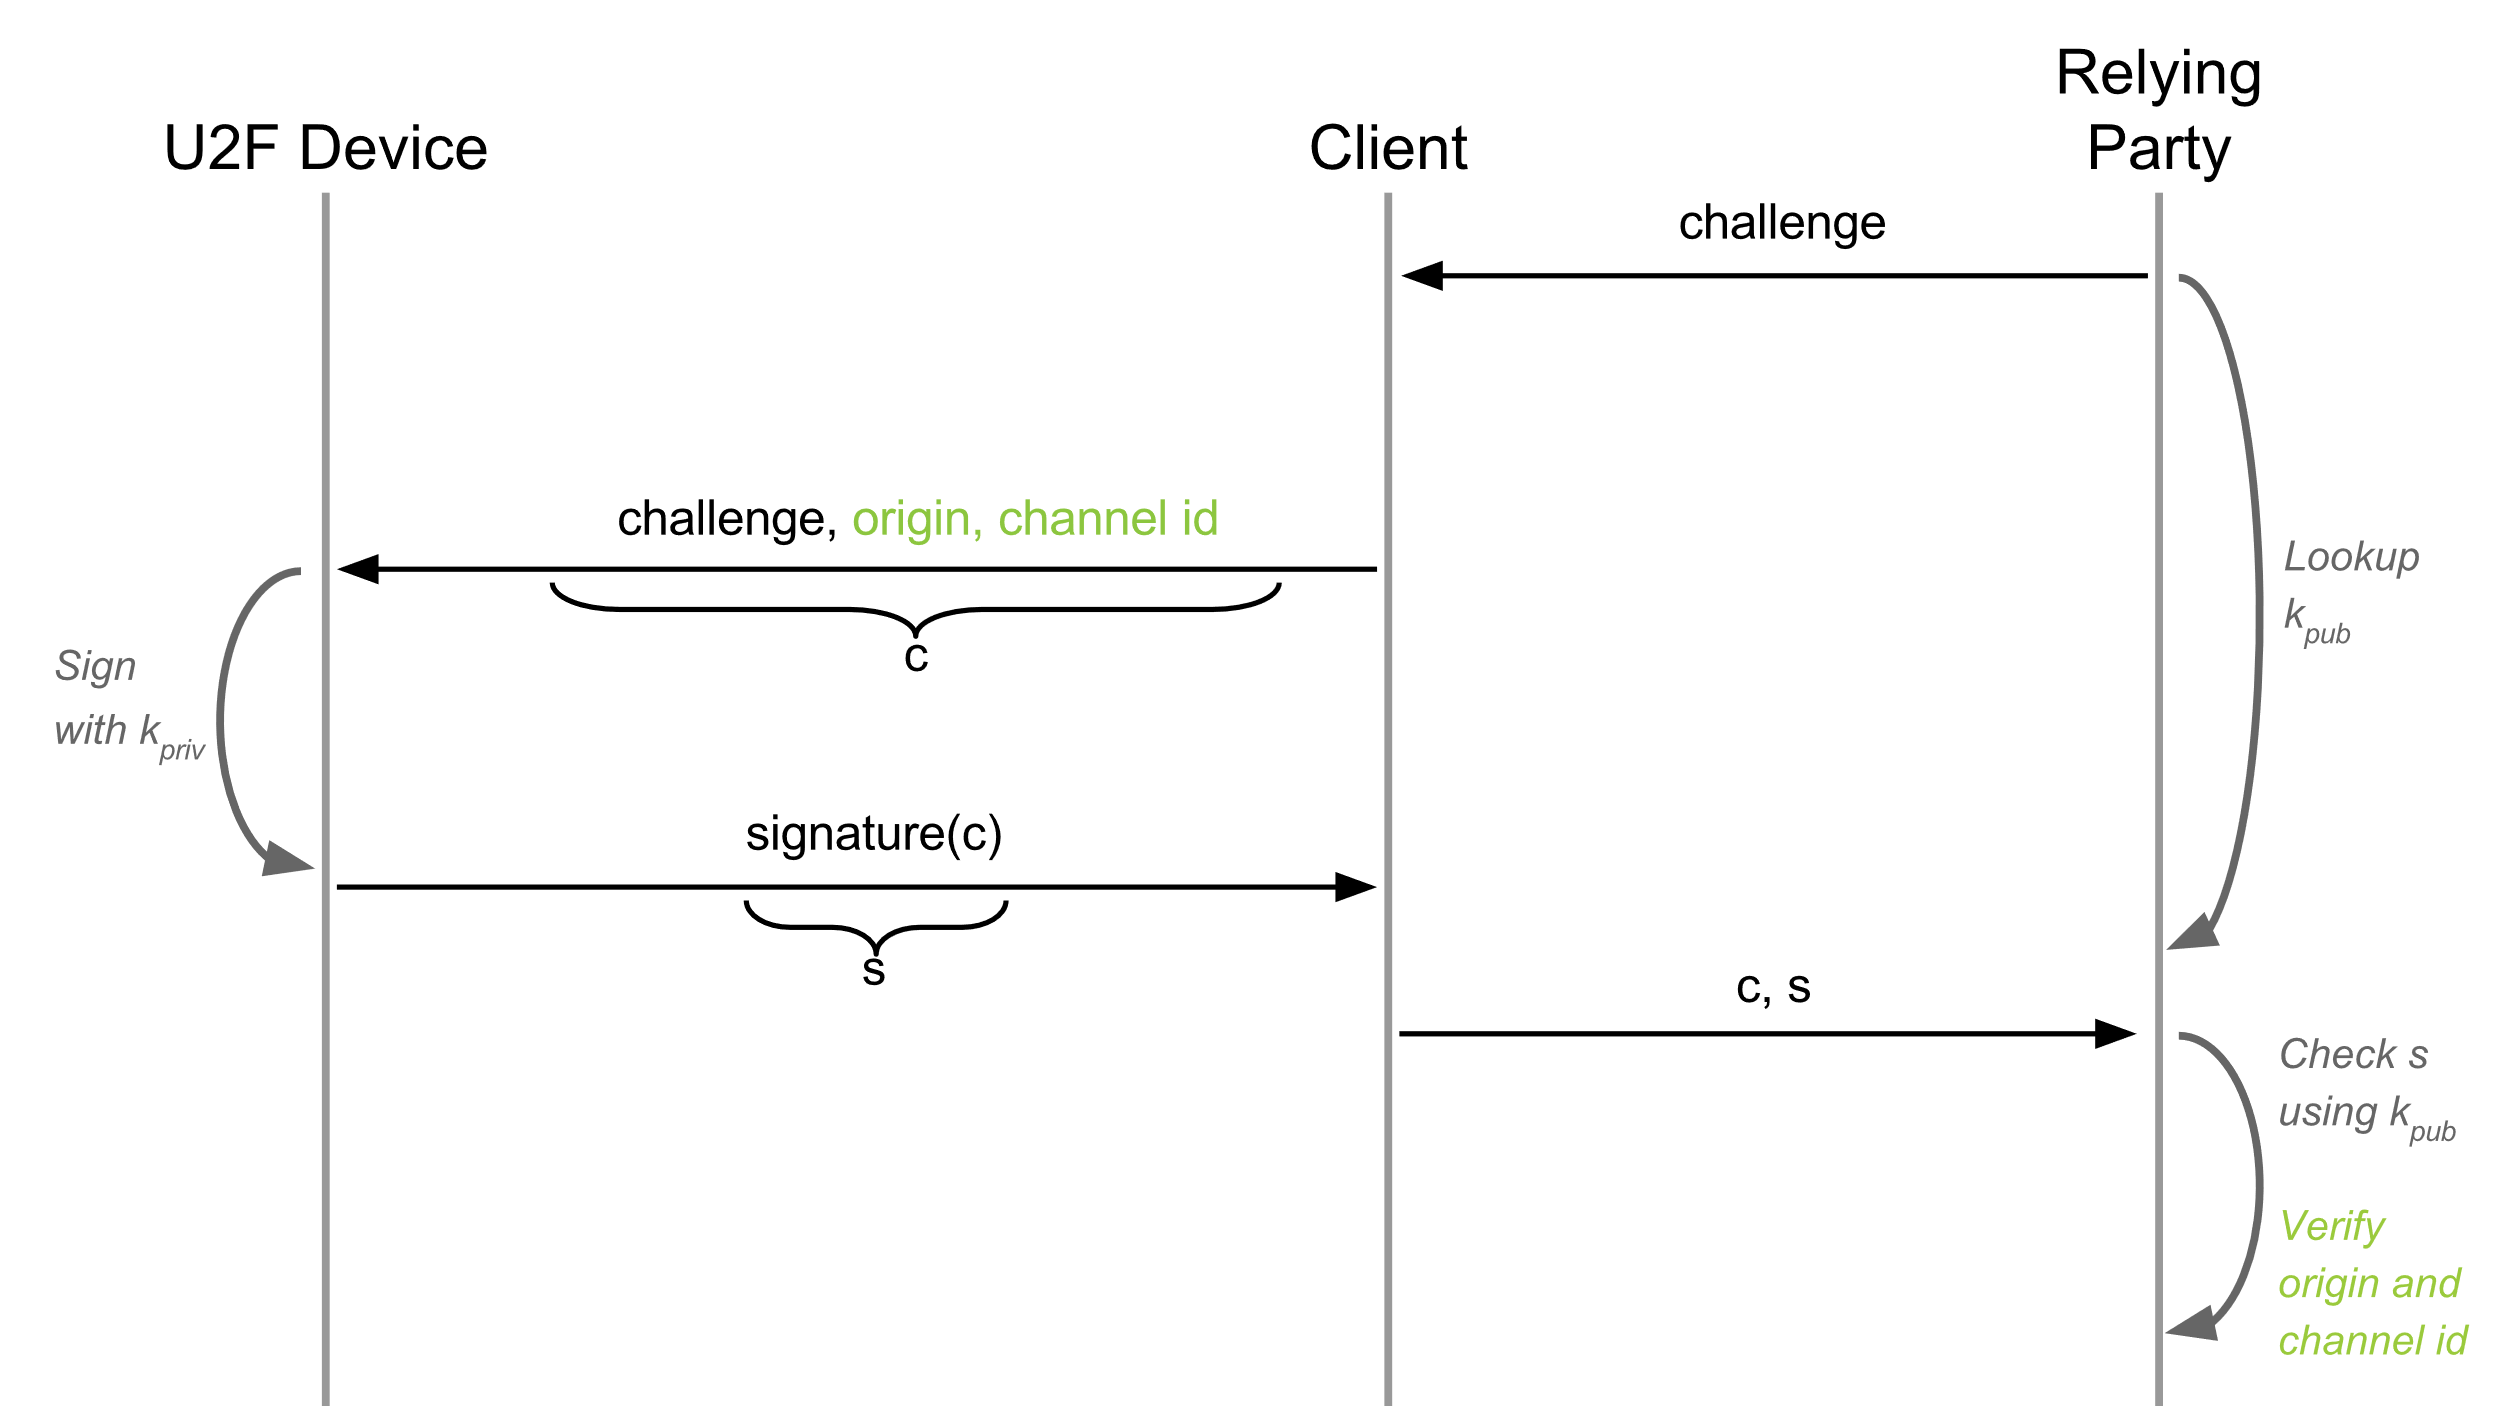 U2F Device
Client
Relying
Party
challenge
challenge, origin, channel id
c
Lookup
kpub
Sign
with kpriv
signature(c)
s
c, s
Check s
using kpub
Verify
origin and
channel id